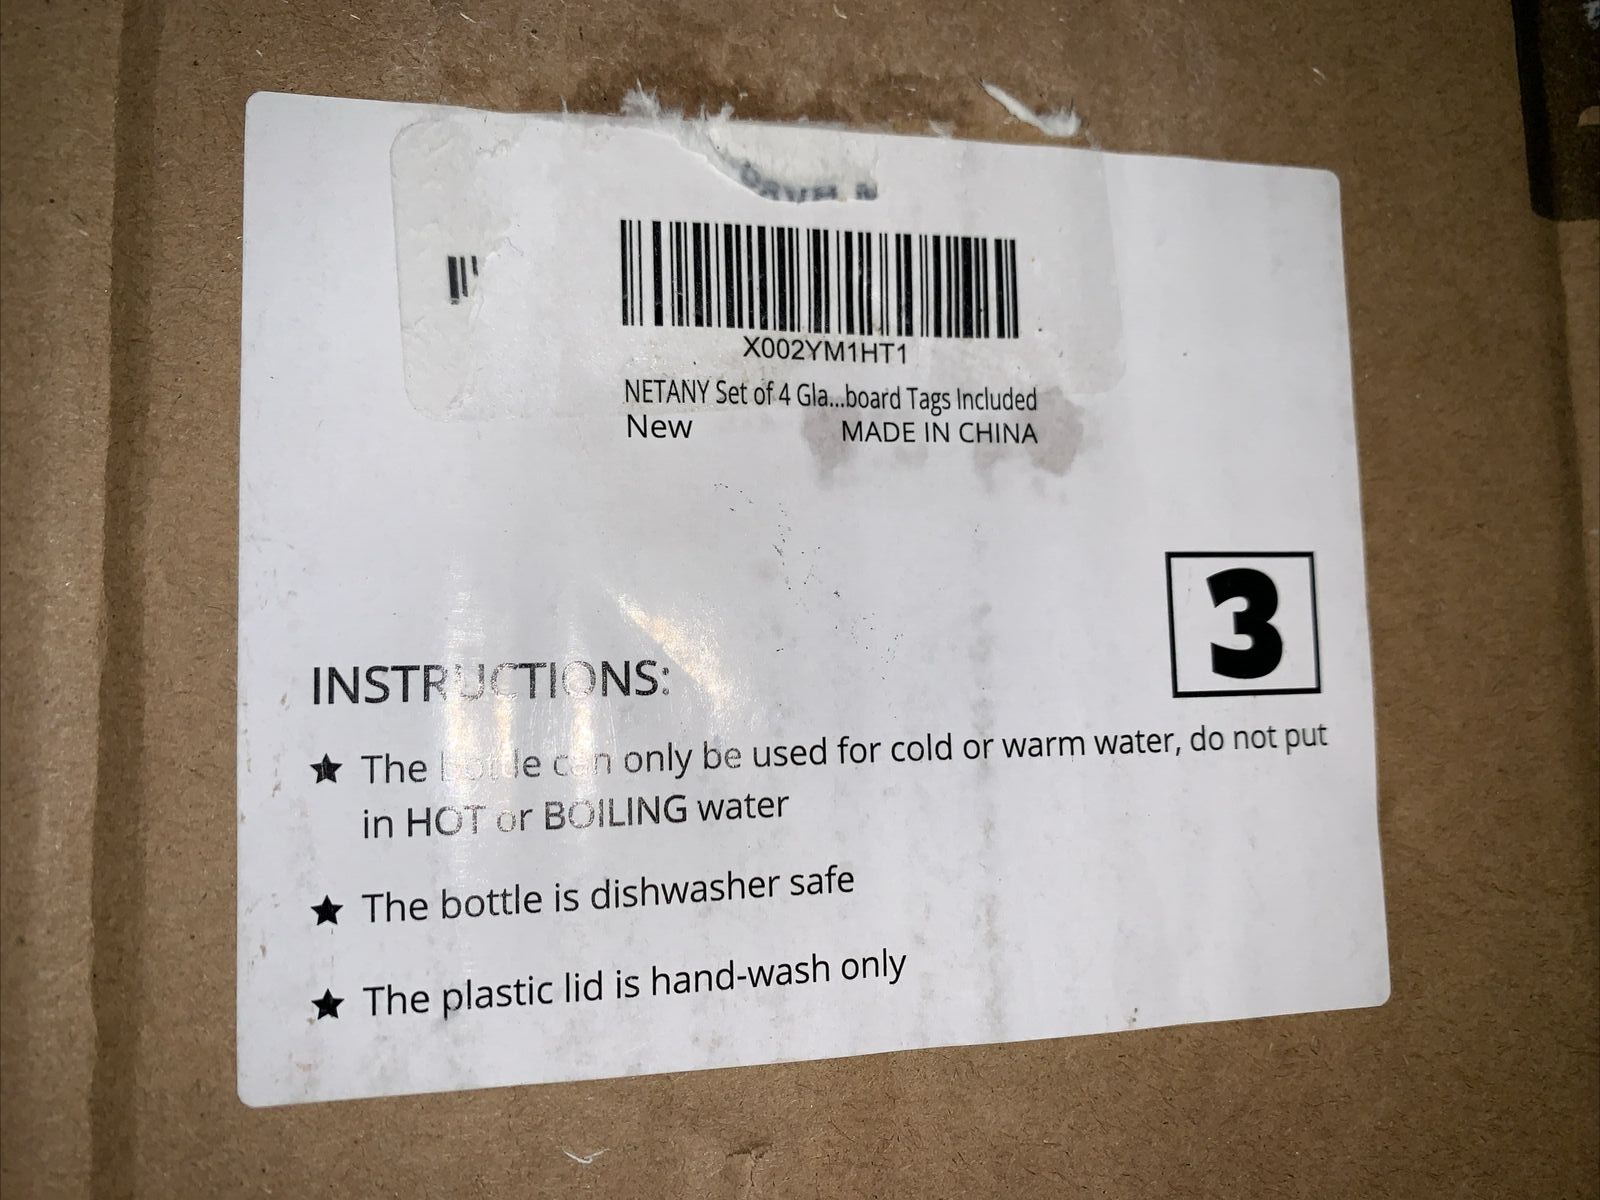 X002YM1HT1
NETANY Set of 4 Gla...board Tags Included
New MADE IN CHINA
3
INSTRUCTIONS:
★ The bottle can only be used for cold or warm water, do not put
in HOT or BOILING water
★ The bottle is dishwasher safe
★ The plastic lid is hand-wash only